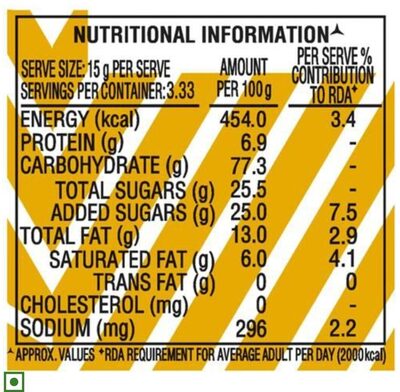 NUTRITIONAL INFORMATION^
SERVE SIZE: 15 g PER SERVE
SERVINGS PER CONTAINER:3.33
AMOUNT
PER 100g
PER SERVE %
CONTRIBUTION
TO RDA✦
ENERGY (kcal) 454.0 3.4
PROTEIN (g) 6.9 -
CARBOHYDRATE (g) 77.3 -
TOTAL SUGARS (g) 25.5 -
ADDED SUGARS (g) 25.0 7.5
TOTAL FAT (g) 13.0 2.9
SATURATED FAT (g) 6.0 4.1
TRANS FAT (g) 0 0
CHOLESTEROL (mg) 0 -
SODIUM (mg) 296 2.2
^APPROX. VALUES ✦RDA REQUIREMENT FOR AVERAGE ADULT PER DAY (2000kcal)